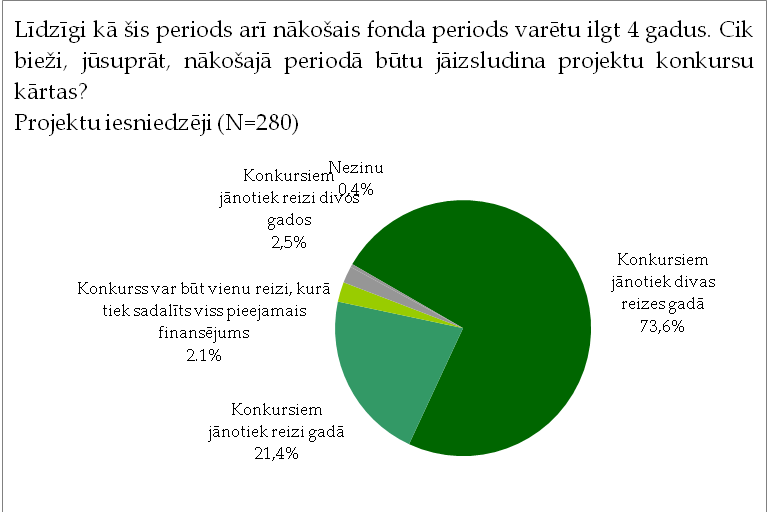 Līdzīgi kā šis periods arī nākošais fonda periods varētu ilgt 4 gadus. Cik
bieži, jūsuprāt, nākošajā periodā būtu jāizsludina projektu konkursu
kārtas?
Projektu iesniedzēji (N=280)
Nezinu
0,4%
Konkursiem
jānotiek reizi divos
gados
2,5%
Konkursiem
jānotiek divas
reizes gadā
73,6%
Konkurss var būt vienu reizi, kurā
tiek sadalīts viss pieejamais
finansējums
2.1%
Konkursiem
jānotiek reizi gadā
21,4%